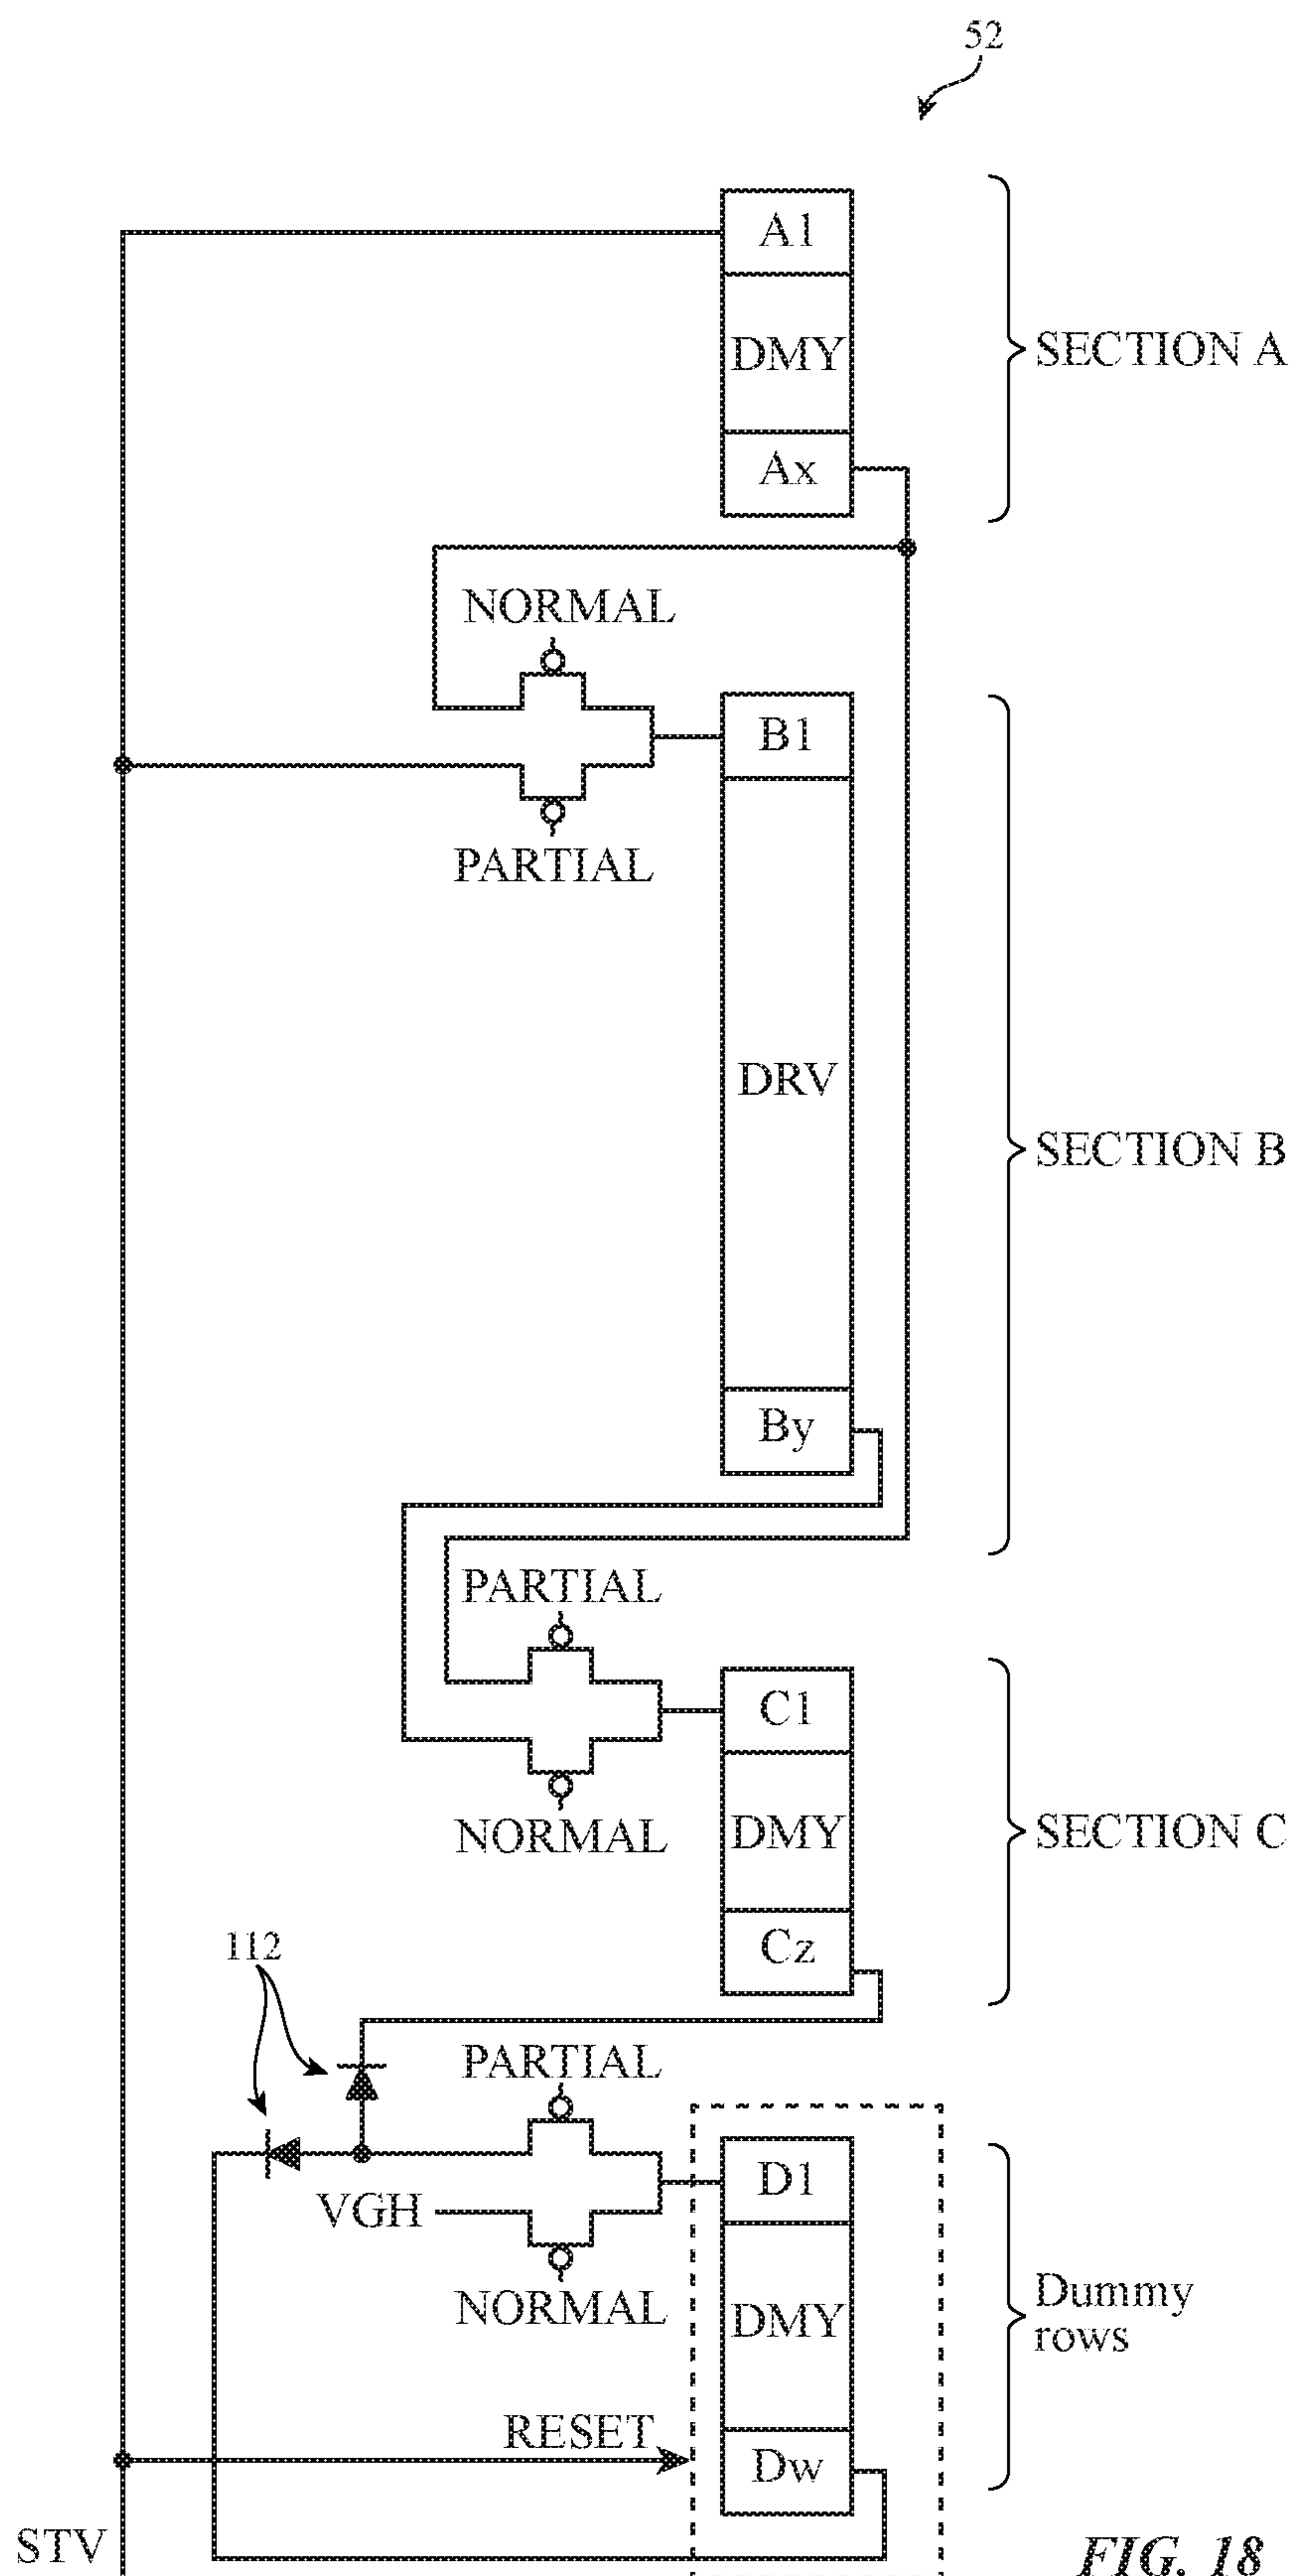 52
A1
DMY
Ax
SECTION A
NORMAL
B1
PARTIAL
DRV
SECTION B
By
PARTIAL
C1
NORMAL
DMY
SECTION C
Cz
112
PARTIAL
D1
VGH
NORMAL
DMY
Dummy
rows
RESET
Dw
STV
FIG. 18